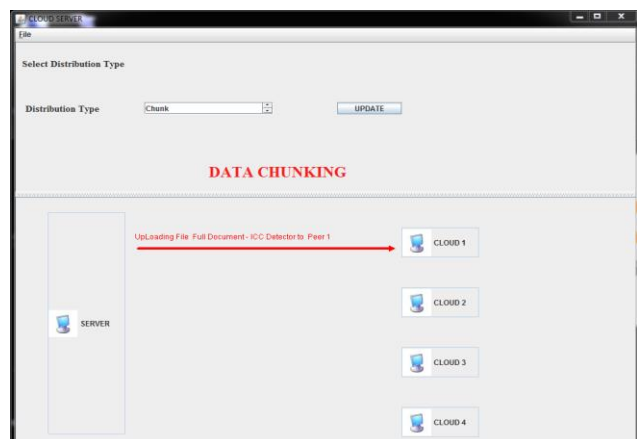 CLOUD SERVER
File
Select Distribution Type
Distribution Type Chunk UPDATE
DATA CHUNKING
UpLoading File Full Document - ICC Detector to Peer 1
CLOUD 1
CLOUD 2
SERVER
CLOUD 3
CLOUD 4